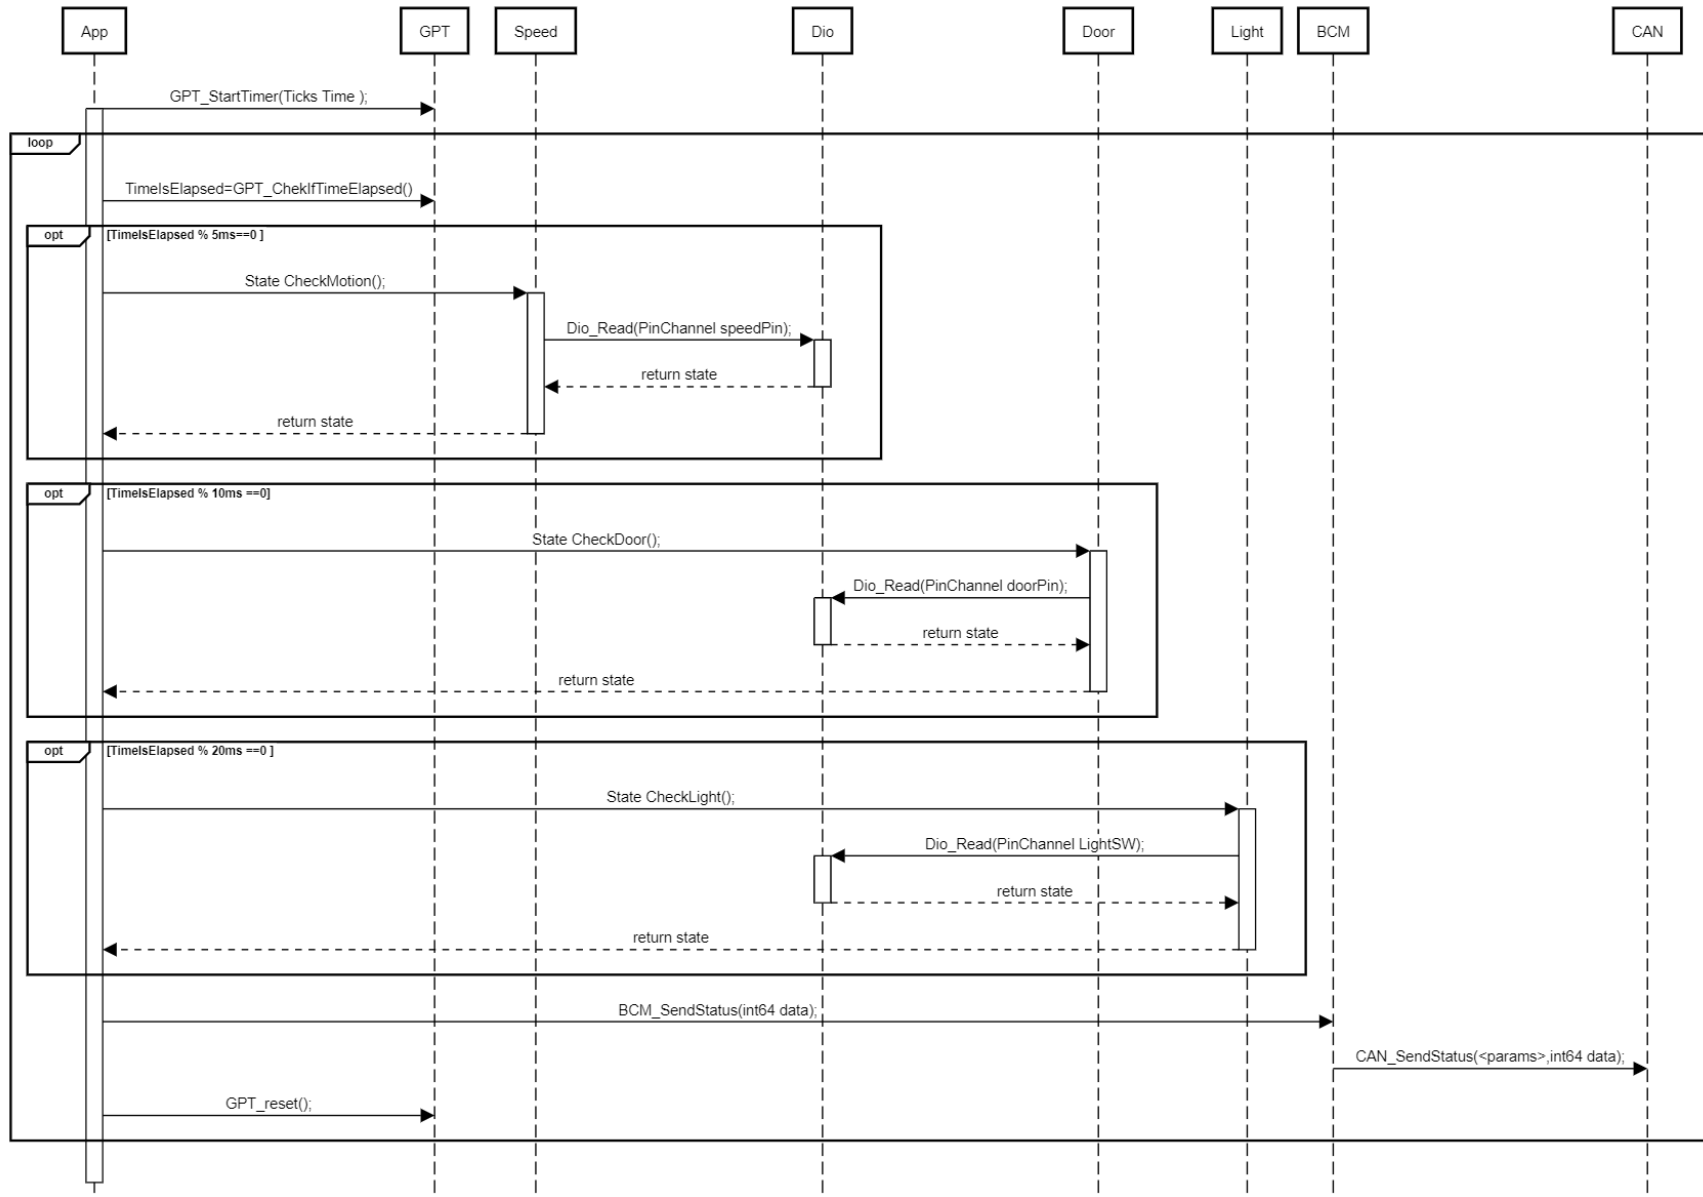 App
GPT
Speed
Dio
Door
Light
BCM
CAN
GPT_StartTimer(Ticks Time );
loop
TimeIsElapsed=GPT_ChekIfTimeElapsed()
opt
[TimeIsElapsed % 5ms==0 ]
State CheckMotion();
Dio_Read(PinChannel speedPin);
return state
return state
opt
[TimeIsElapsed % 10ms ==0]
State CheckDoor();
Dio_Read(PinChannel doorPin);
return state
return state
opt
[TimeIsElapsed % 20ms ==0 ]
State CheckLight();
Dio_Read(PinChannel LightSW);
return state
return state
BCM_SendStatus(int64 data);
CAN_SendStatus(<params>,int64 data);
GPT_reset();